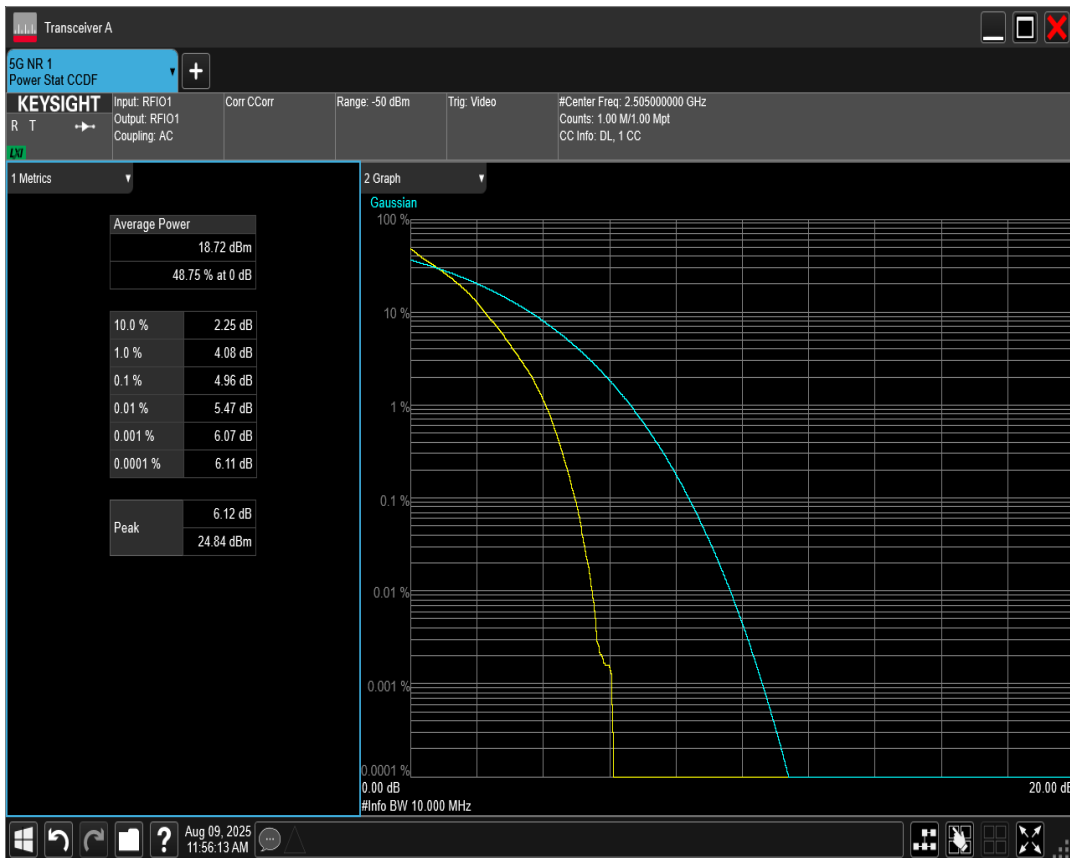 Transceiver A
5G NR 1
Power Stat CCDF
KEYSIGHT
R T
LXI
Input: RFIO1
Output: RFIO1
Coupling: AC
Corr CCorr
Range: -50 dBm
Trig: Video
#Center Freq: 2.505000000 GHz
Counts: 1.00 M/1.00 Mpt
CC Info: DL, 1 CC
1 Metrics
Average Power
18.72 dBm
48.75 % at 0 dB
10.0 % 2.25 dB
1.0 % 4.08 dB
0.1 % 4.96 dB
0.01 % 5.47 dB
0.001 % 6.07 dB
0.0001 % 6.11 dB
Peak
6.12 dB
24.84 dBm
2 Graph
Gaussian
100 %
10 %
1 %
0.1 %
0.01 %
0.001 %
0.0001 %
0.00 dB 20.00 dB
#Info BW 10.000 MHz
Aug 09, 2025
11:56:13 AM